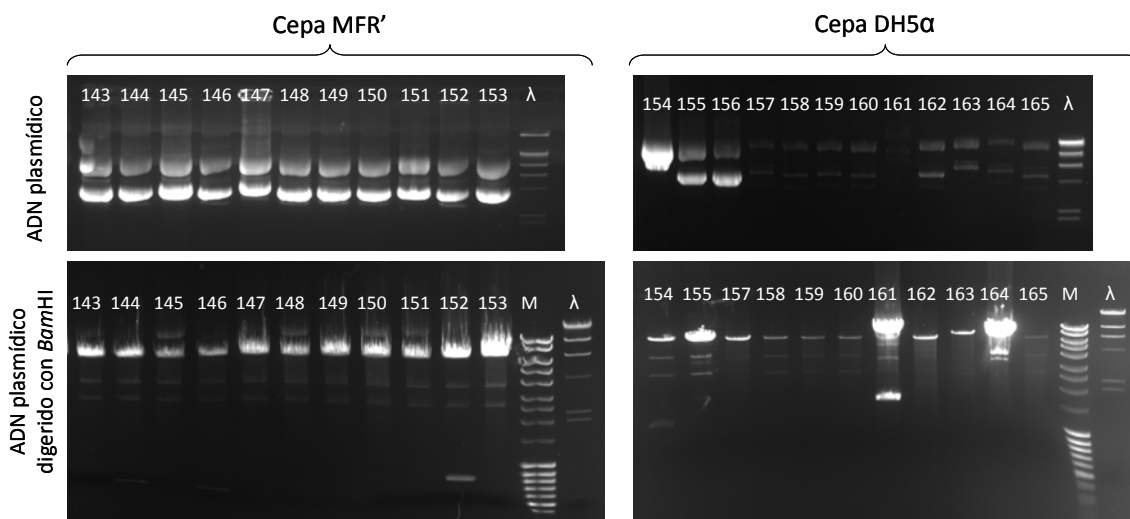 Cepa MFR’
Cepa DH5α
ADN plasmídico
143 144 145 146 147 148 149 150 151 152 153 λ
154 155 156 157 158 159 160 161 162 163 164 165 λ
ADN plasmídico
digerido con BamHI
143 144 145 146 147 148 149 150 151 152 153 M λ
154 155 157 158 159 160 161 162 163 164 165 M λ